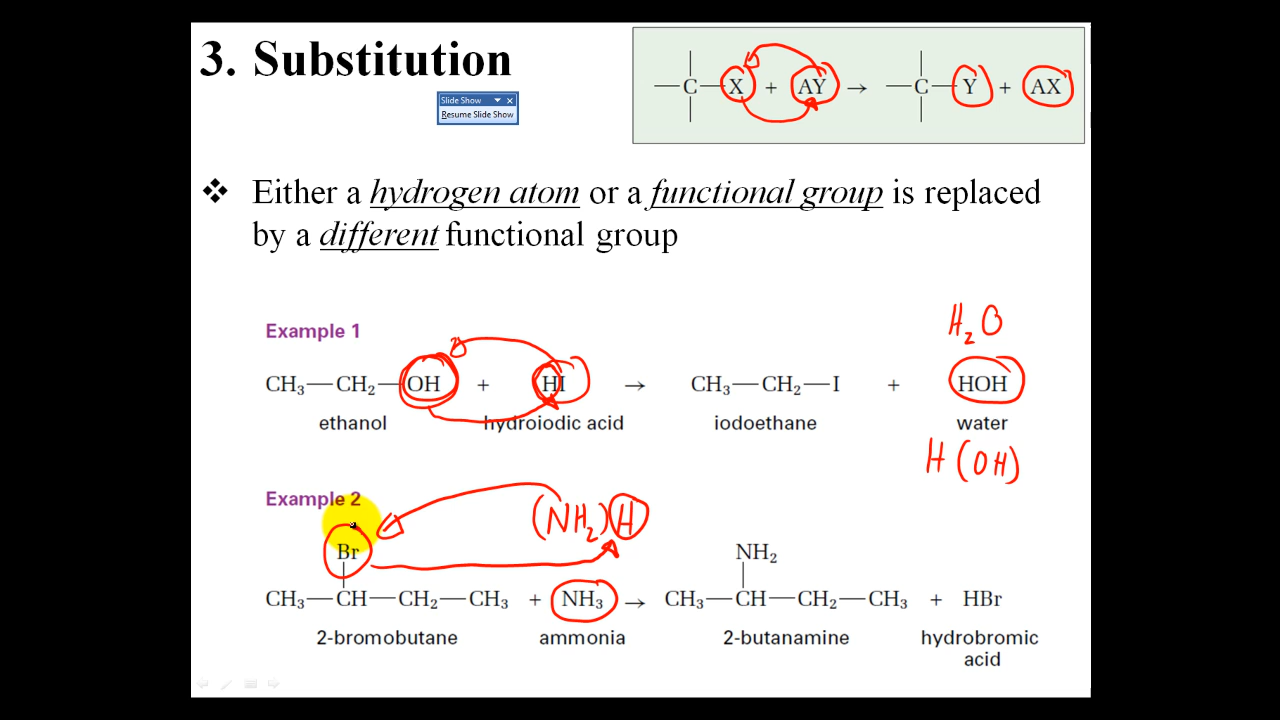 3. Substitution
Slide Show
Resume Slide Show
C—X + AY → C—Y + AX
❖ Either a hydrogen atom or a functional group is replaced
by a different functional group
H₂O
Example 1
CH₃—CH₂—OH + HI → CH₃—CH₂—I + HOH
ethanol hydroiodic acid iodoethane water
H(OH)
Example 2
(NH₂)H
Br NH₂
CH₃—CH—CH₂—CH₃ + NH₃ → CH₃—CH—CH₂—CH₃ + HBr
2-bromobutane ammonia 2-butanamine hydrobromic
acid